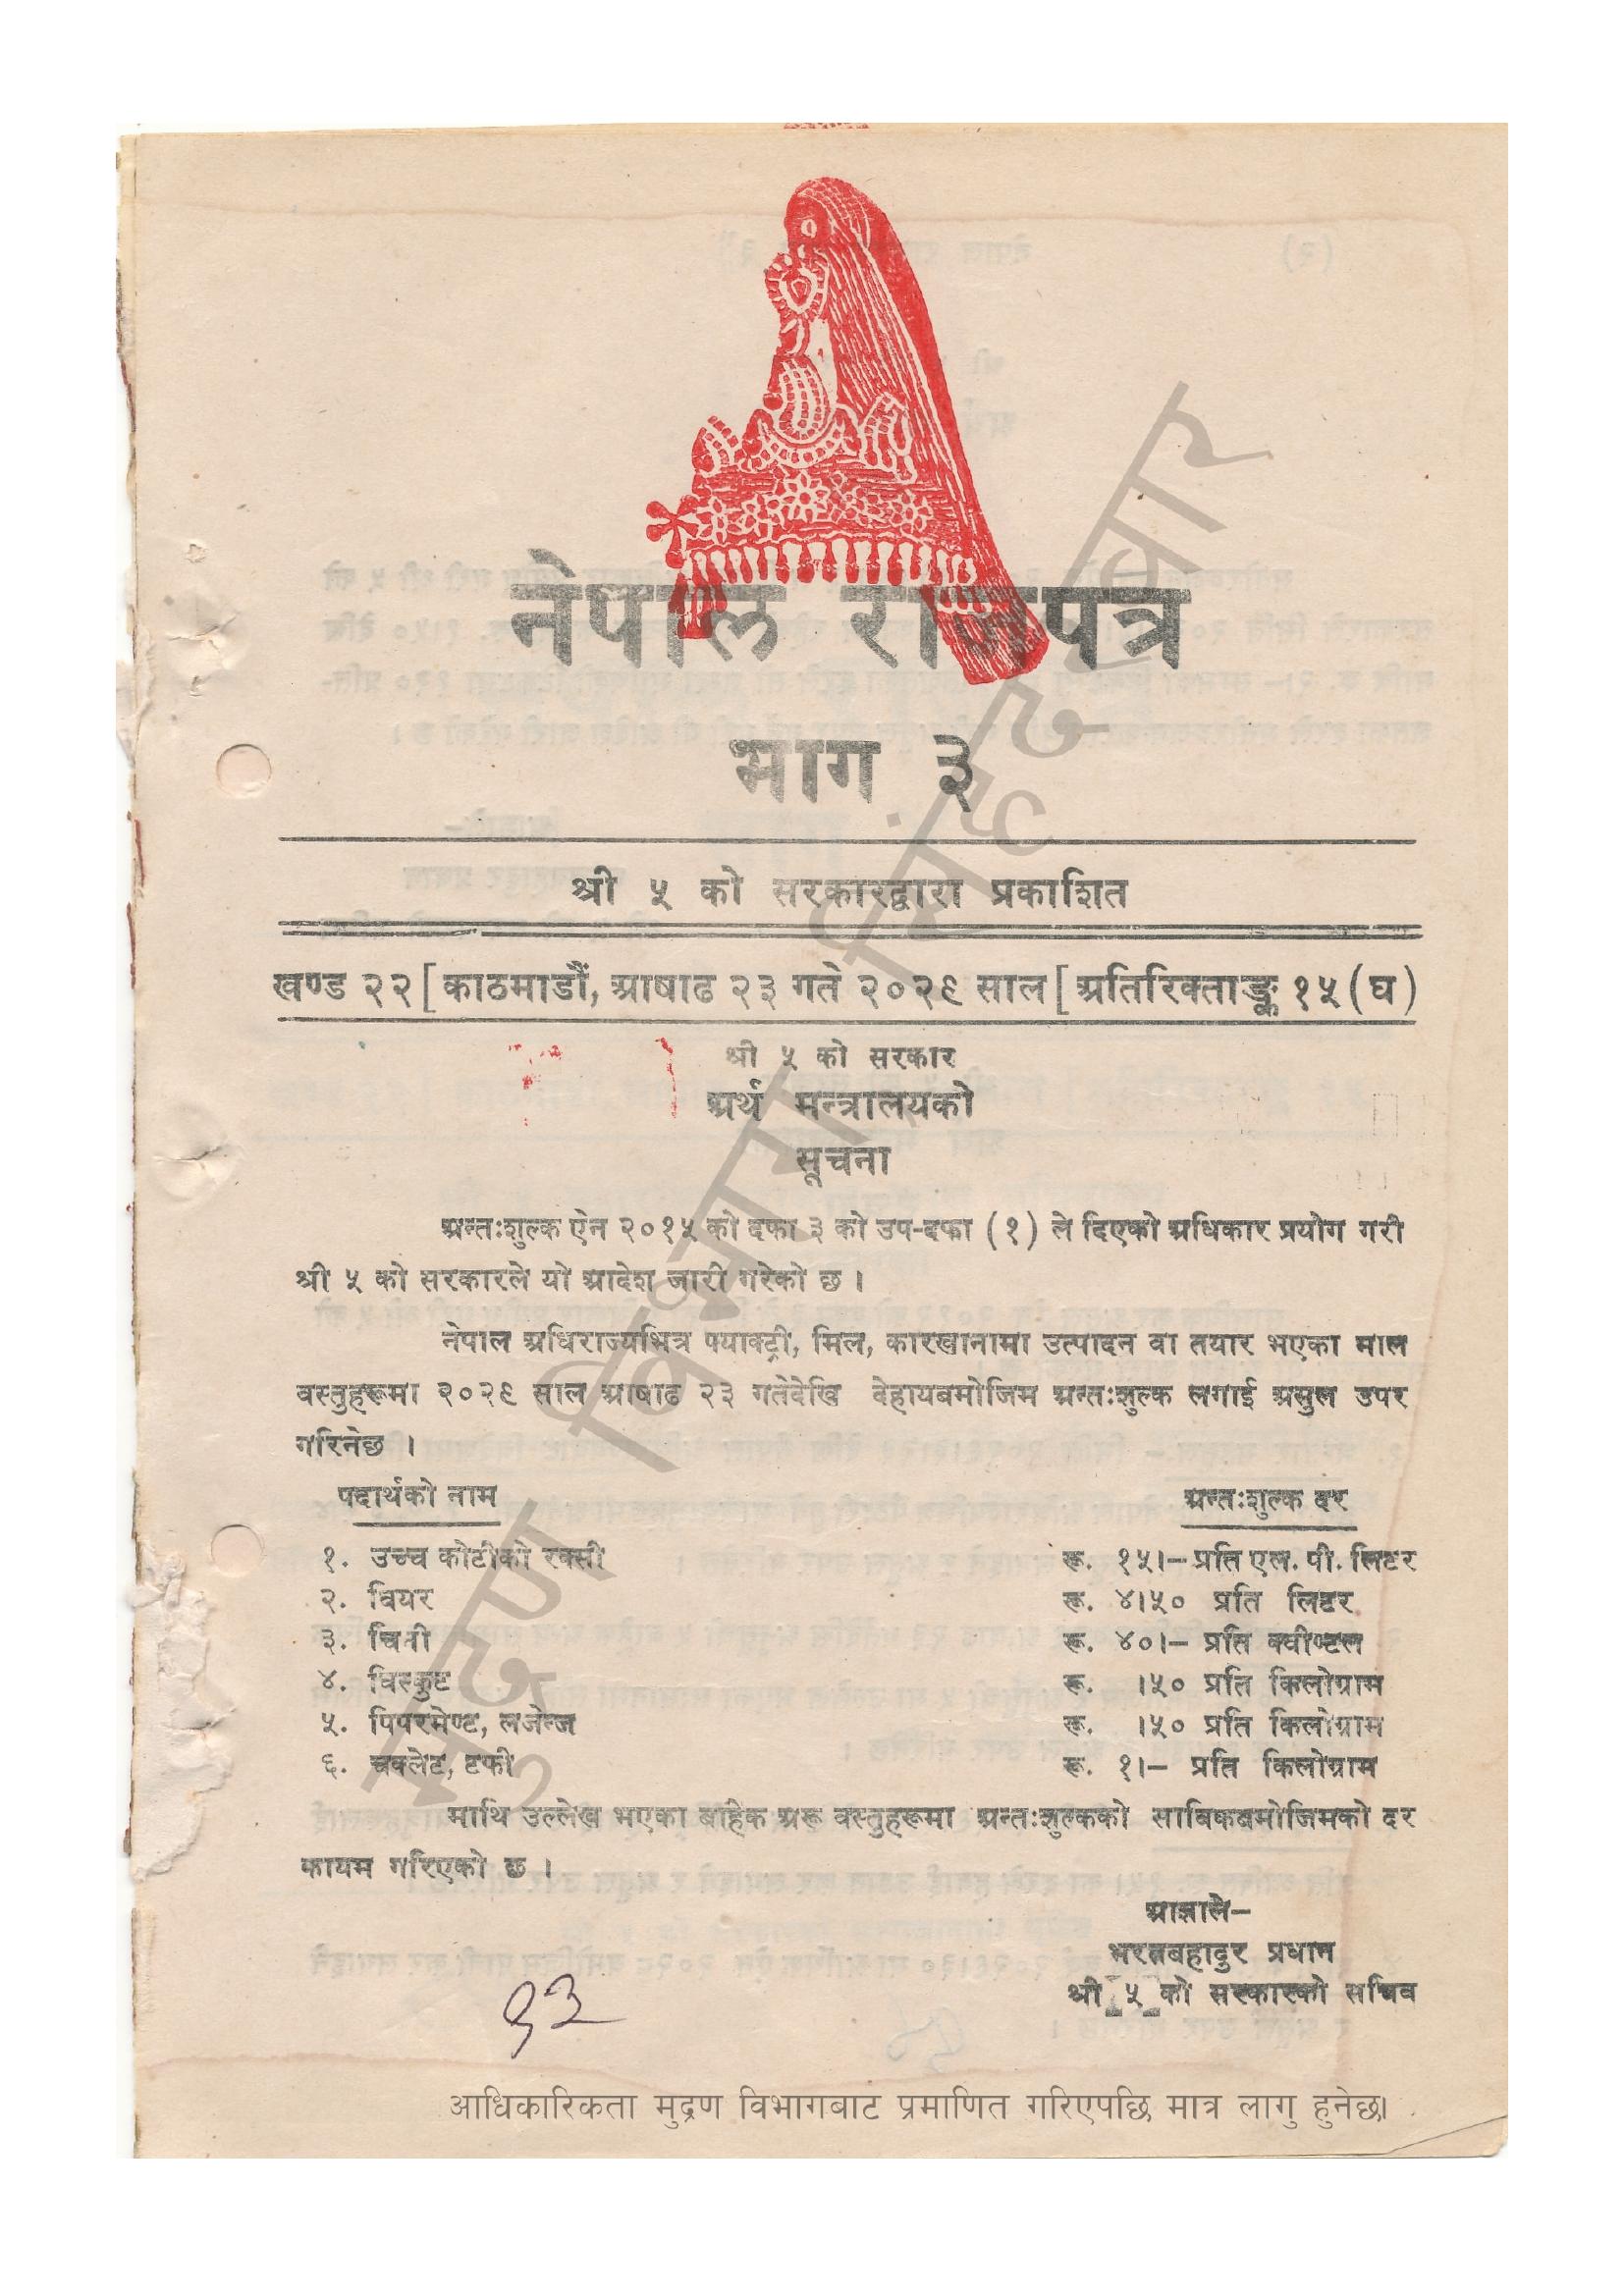 नेपाल राजपत्र
भाग ३
श्री ५ को सरकारद्वारा प्रकाशित
खण्ड २२ [ काठमाडौं, आषाढ २३ गते २०२९ साल [ अतिरिक्ताङ्क १५ (घ)
श्री ५ को सरकार
अर्थ मन्त्रालयको
सूचना
अन्तःशुल्क ऐन २०१५ को दफा ३ को उप-दफा (१) ले दिएको अधिकार प्रयोग गरी
श्री ५ को सरकारले यो आदेश जारी गरेको छ ।
नेपाल अधिराज्यभित्र फ्याक्ट्री, मिल, कारखानामा उत्पादन वा तयार भएका माल
वस्तुहरूमा २०२९ साल आषाढ २३ गतेदेखि वेहायबमोजिम अन्तःशुल्क लगाई असुल उपर
गरिनेछ ।
पदार्थको नाम अन्तःशुल्क दर
१. उच्च कोटीको रक्सी रू. १५।– प्रति एल. पी. लिटर
२. वियर रू. ४।५० प्रति लिटर
३. चिनी रू. ४०।– प्रति क्वीण्टल
४. विस्कुट रू. ।५० प्रति किलोग्राम
५. पिपरमेण्ट, लजेन्ज रू. ।५० प्रति किलोग्राम
६. चक्लेट, टफी रू. १।– प्रति किलोग्राम
माथि उल्लेख भएका बाहेक अरू वस्तुहरूमा अन्तःशुल्कको साबिकबमोजिमको दर
कायम गरिएको छ ।
आज्ञाले–
भरतबहादुर प्रधान
श्री ५ को सरकारको सचिव
९३
आधिकारिकता मुद्रण विभागबाट प्रमाणित गरिएपछि मात्र लागु हुनेछ।
मुद्रण विभाग, सिंहदरबार